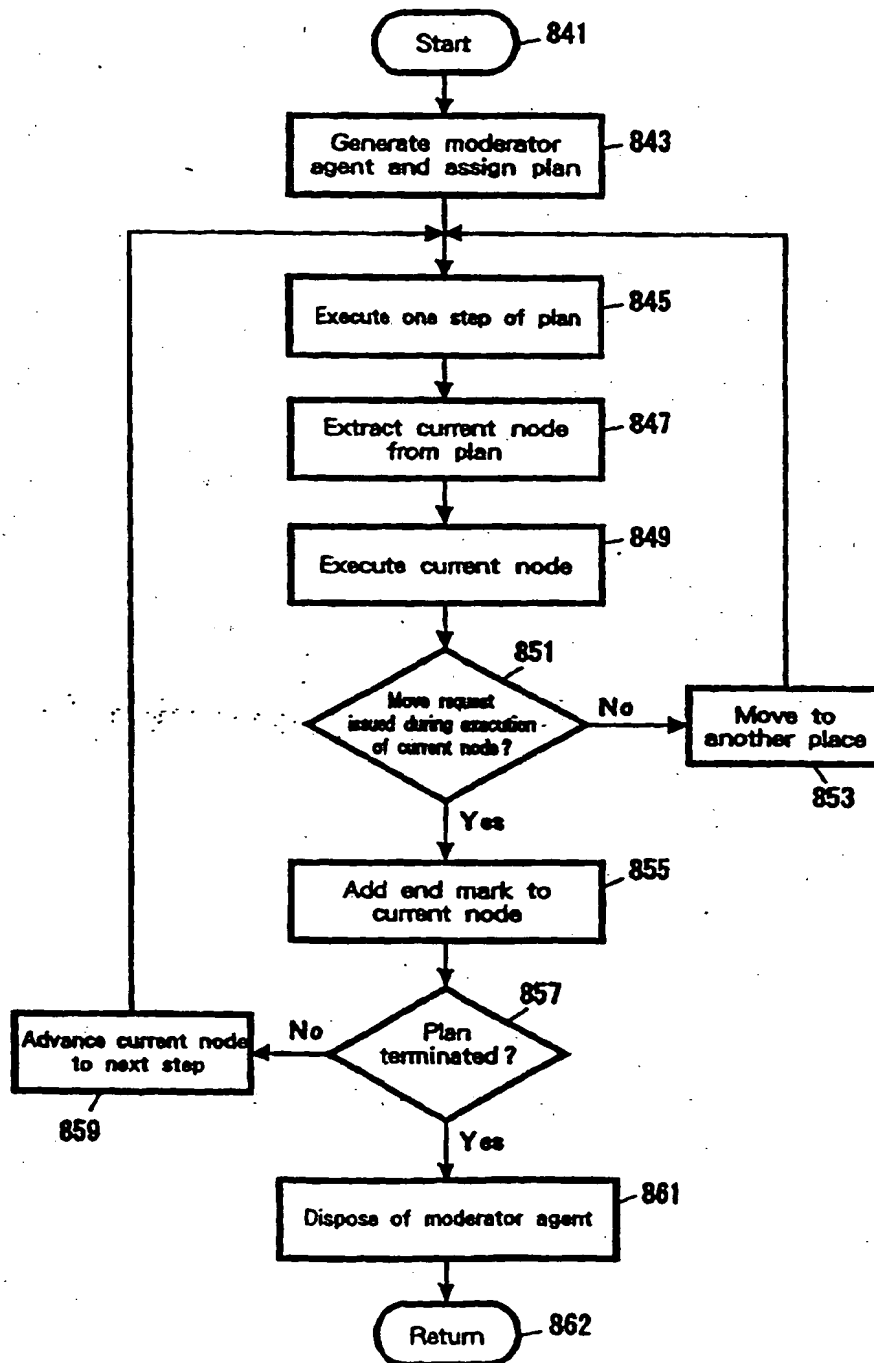 Start
841
Generate moderator
agent and assign plan
843
Execute one step of plan
845
Extract current node
from plan
847
Execute current node
849
851
Move request
issued during execution
of current node?
No
Move to
another place
853
Yes
Add end mark to
current node
855
857
Plan
terminated?
No
Advance current node
to next step
859
Yes
Dispose of moderator agent
861
Return
862